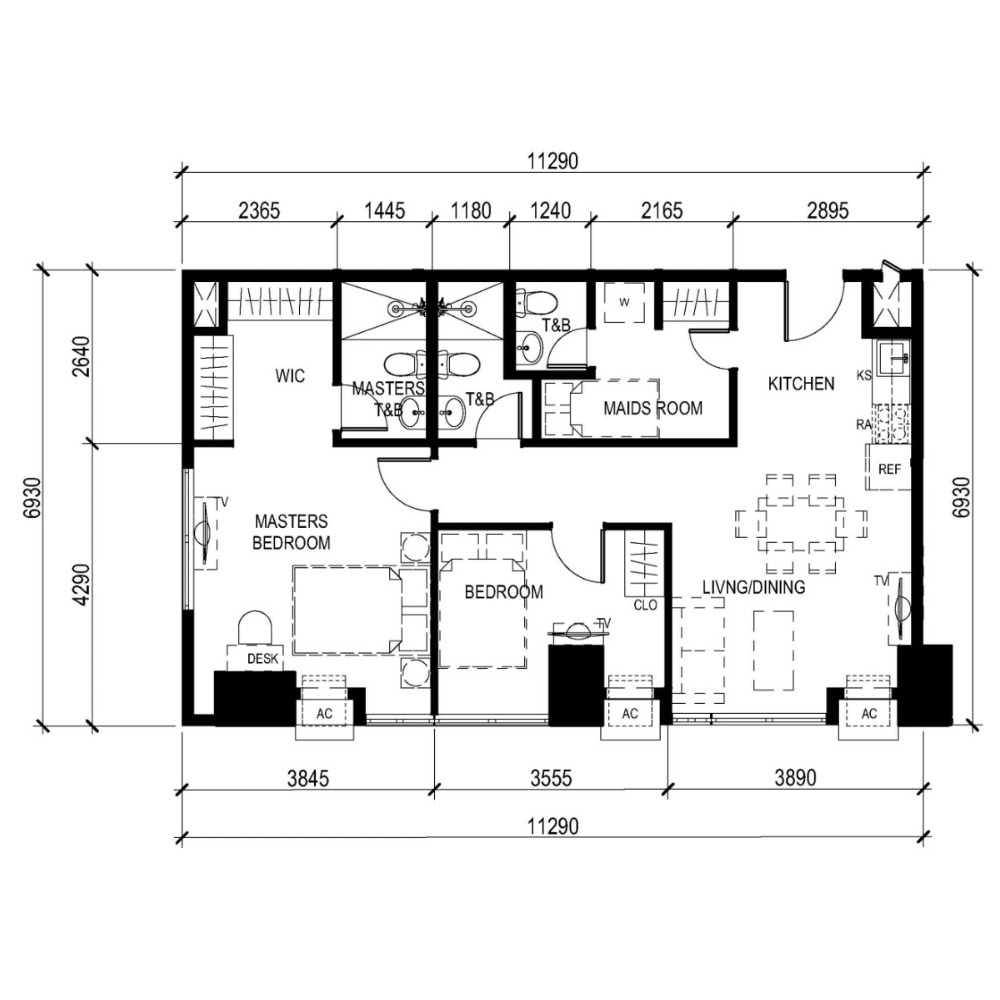 11290
2365
1445
1180
1240
2165
2895
W
T&B
2640
WIC
KS
KITCHEN
MASTERS
T&B
T&B
MAIDS ROOM
RA
REF
6930
6930
TV
MASTERS
BEDROOM
4290
BEDROOM
LIVNG/DINING
TV
CLO
TV
DESK
AC
AC
AC
3845
3555
3890
11290